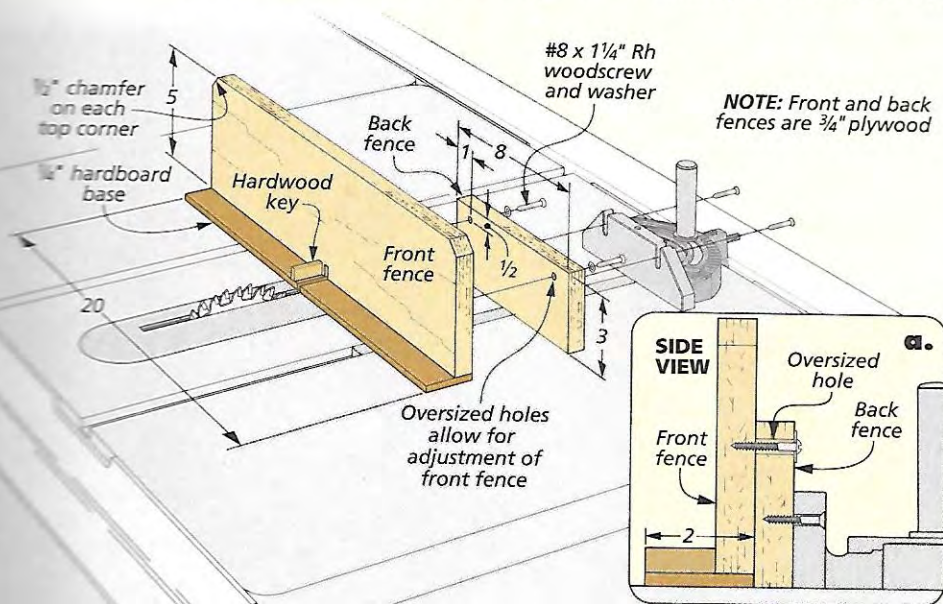 #8 x 1¼" Rh
woodscrew
and washer
NOTE: Front and back
fences are ¾" plywood
½" chamfer
on each
top corner
5
Back
fence
1
8
¼" hardboard
base
Hardwood
key
Front
fence
½
20
3
Oversized holes
allow for
adjustment of
front fence
a.
SIDE
VIEW
Oversized
hole
Back
fence
Front
fence
2